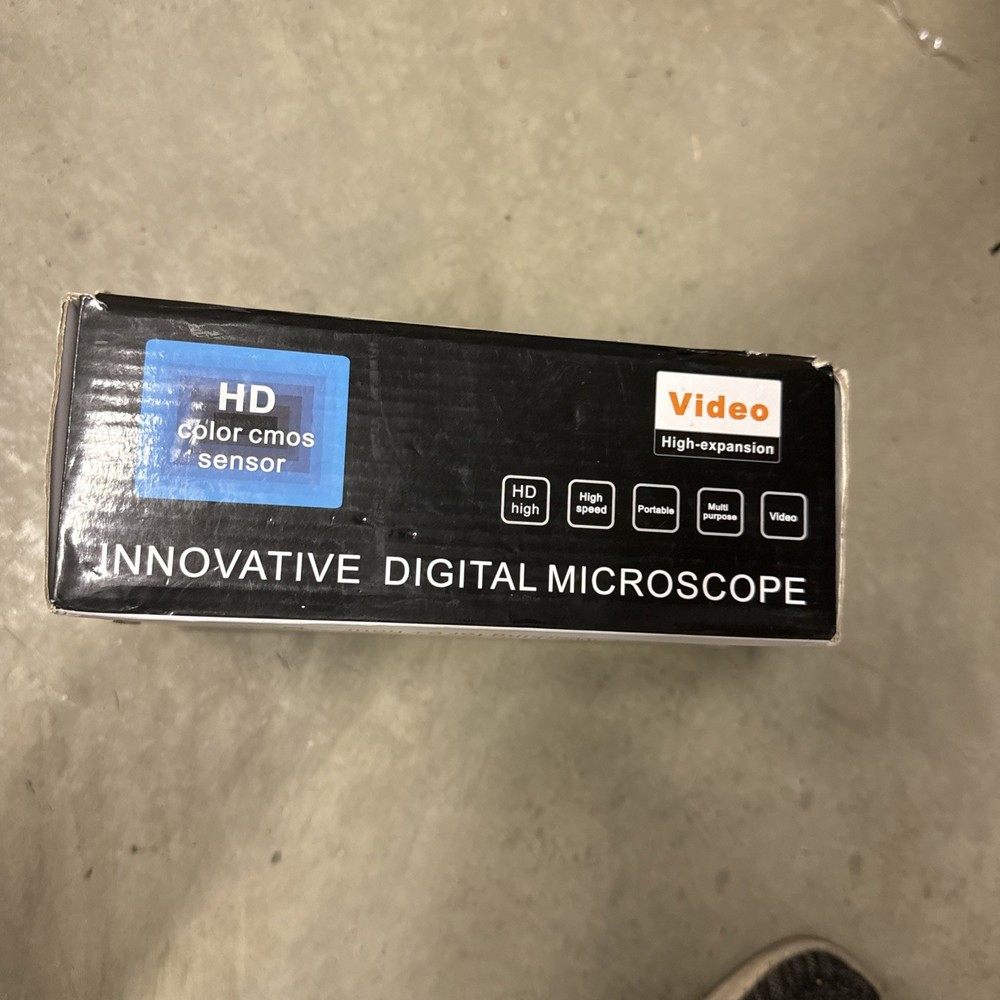 HD
color cmos
sensor
Video
High-expansion
HD
high
High
speed
Portable
Multi
purpose
Video
INNOVATIVE DIGITAL MICROSCOPE